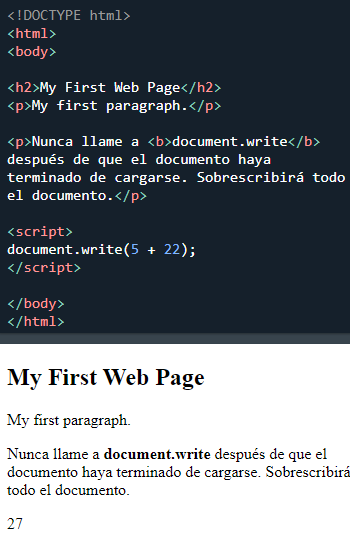 <!DOCTYPE html>
<html>
<body>
<h2>My First Web Page</h2>
<p>My first paragraph.</p>
<p>Nunca llame a <b>document.write</b>
después de que el documento haya
terminado de cargarse. Sobrescribirá todo
el documento.</p>
<script>
document.write(5 + 22);
</script>
</body>
</html>
My First Web Page
My first paragraph.
Nunca llame a document.write después de que el
documento haya terminado de cargarse. Sobrescribirá
todo el documento.
27